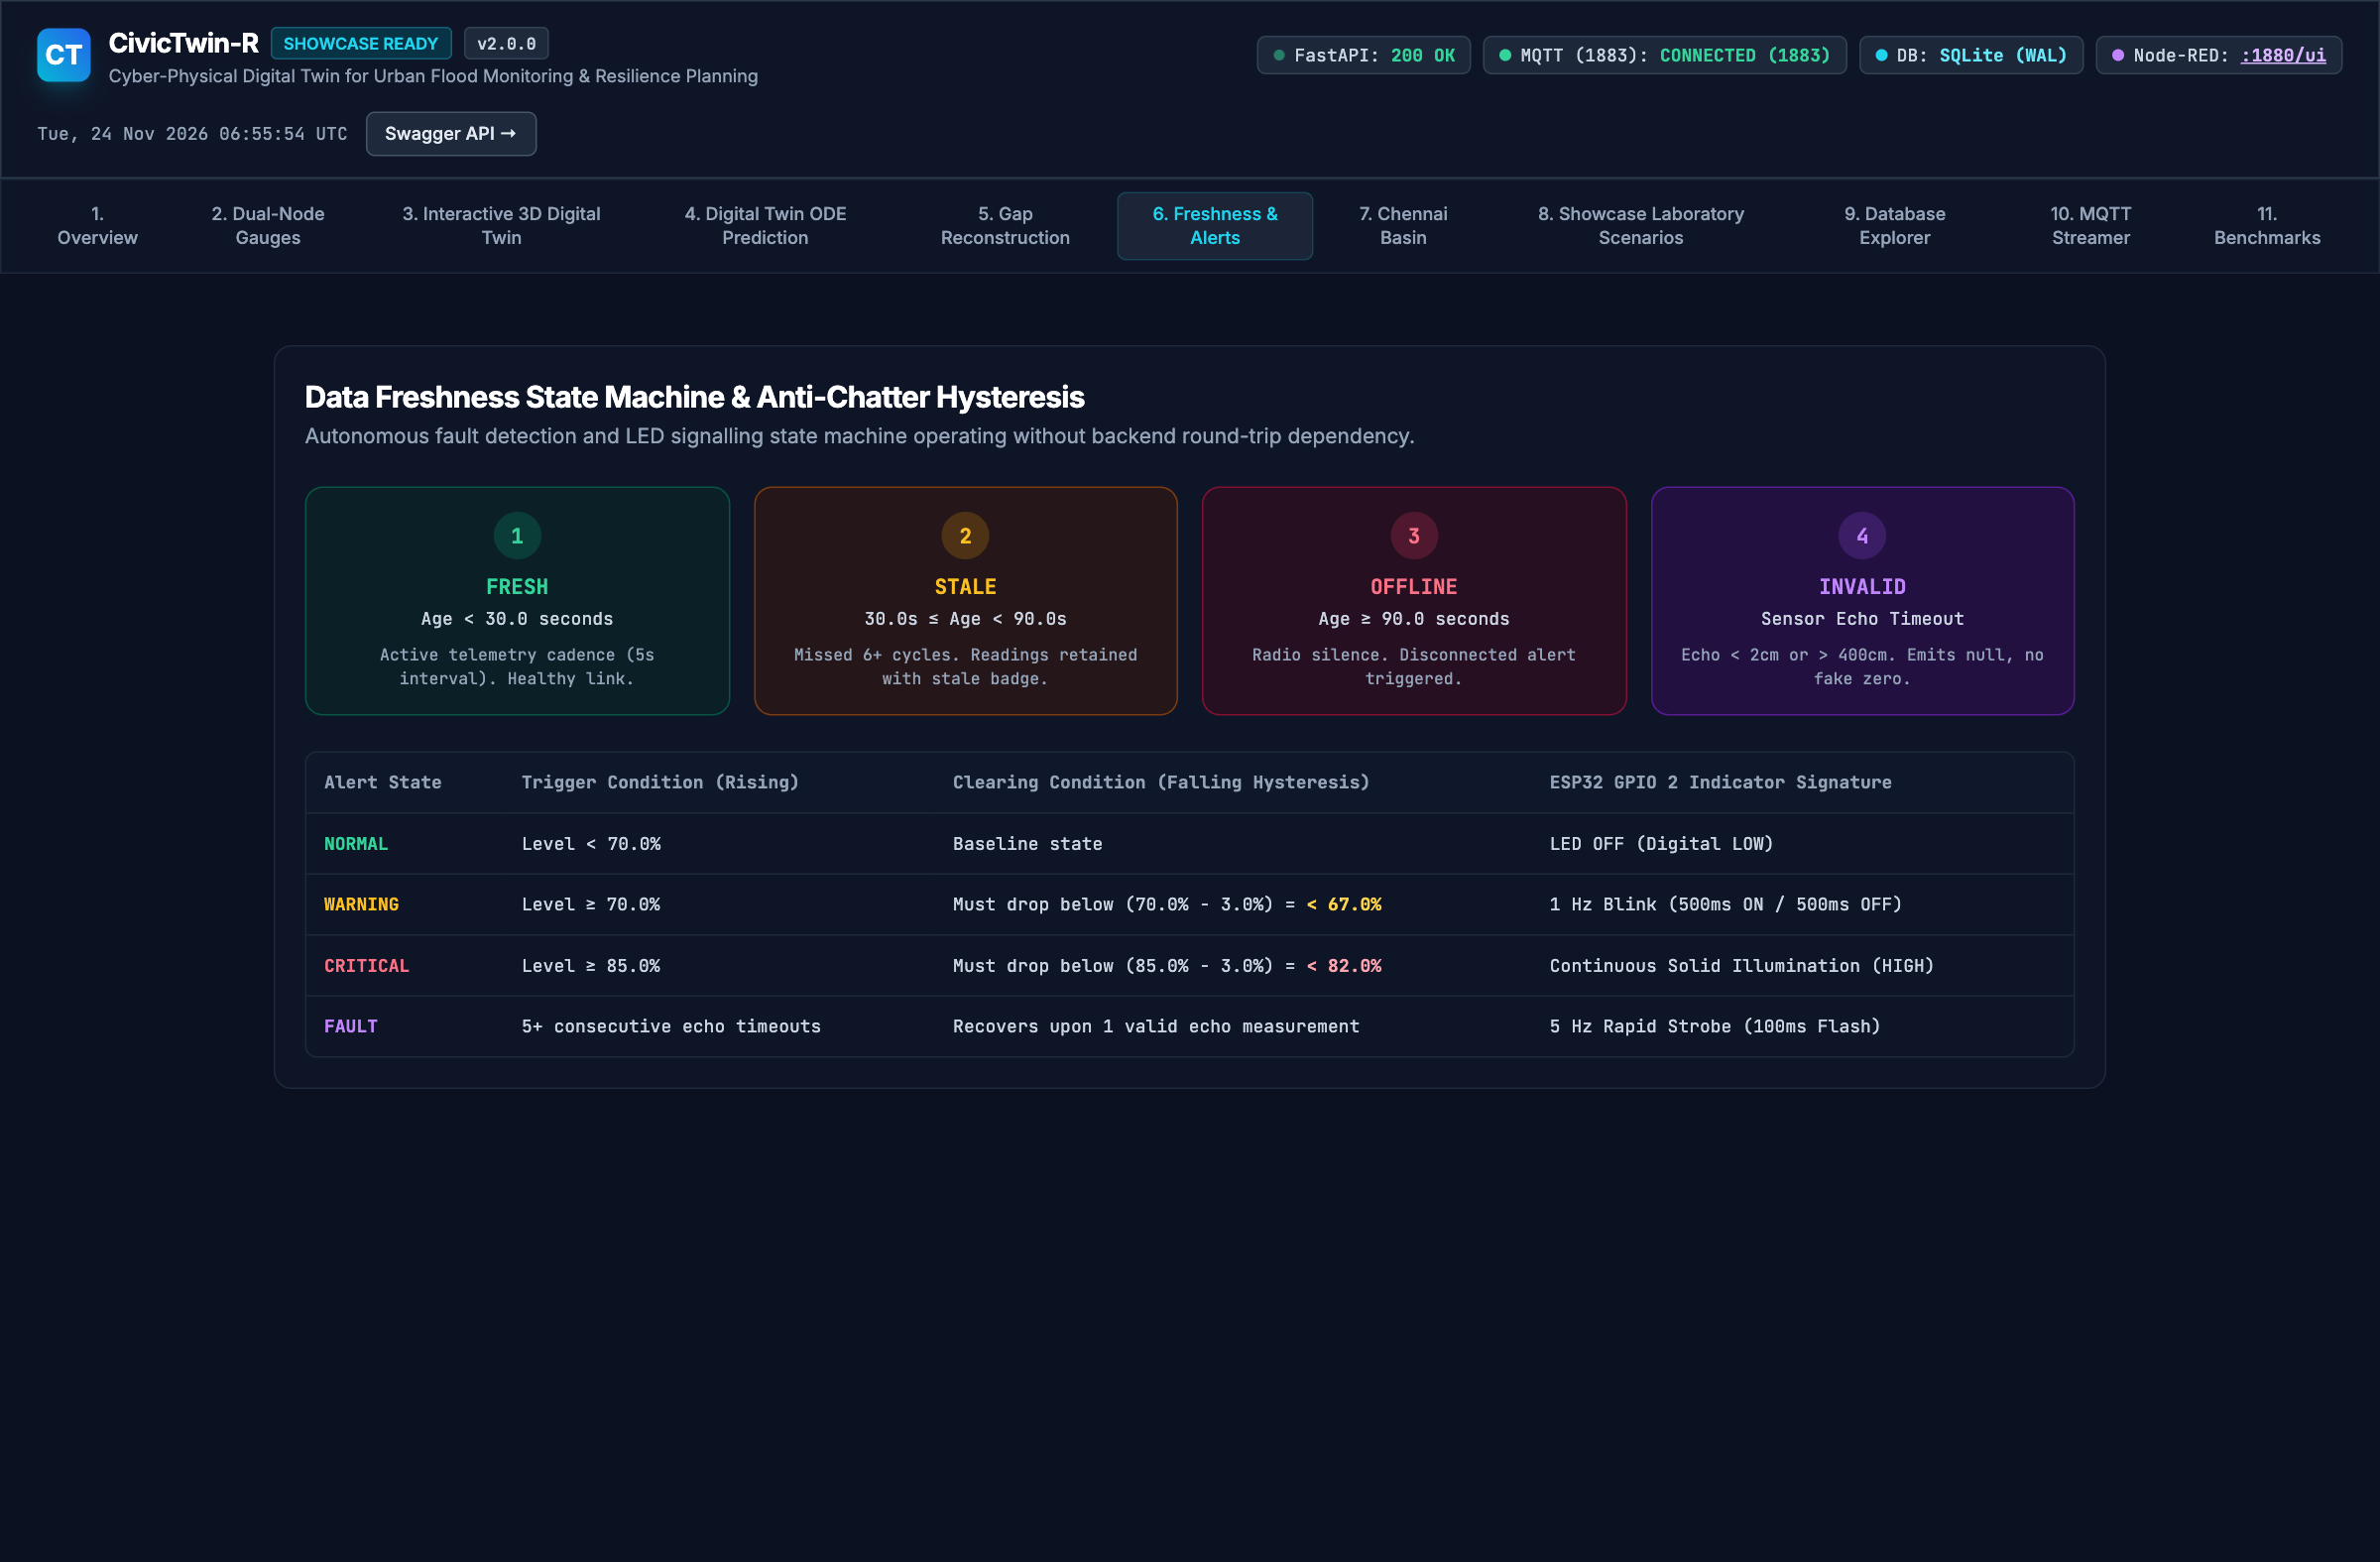 CT
CivicTwin-R SHOWCASE READY v2.0.0
Cyber-Physical Digital Twin for Urban Flood Monitoring & Resilience Planning
FastAPI: 200 OK MQTT (1883): CONNECTED (1883) DB: SQLite (WAL) Node-RED: :1880/ui
Tue, 24 Nov 2026 06:55:54 UTC Swagger API →
1.
Overview
2. Dual-Node
Gauges
3. Interactive 3D Digital
Twin
4. Digital Twin ODE
Prediction
5. Gap
Reconstruction
6. Freshness &
Alerts
7. Chennai
Basin
8. Showcase Laboratory
Scenarios
9. Database
Explorer
10. MQTT
Streamer
11.
Benchmarks
Data Freshness State Machine & Anti-Chatter Hysteresis
Autonomous fault detection and LED signalling state machine operating without backend round-trip dependency.
1
FRESH
Age < 30.0 seconds
Active telemetry cadence (5s
interval). Healthy link.
2
STALE
30.0s ≤ Age < 90.0s
Missed 6+ cycles. Readings retained
with stale badge.
3
OFFLINE
Age ≥ 90.0 seconds
Radio silence. Disconnected alert
triggered.
4
INVALID
Sensor Echo Timeout
Echo < 2cm or > 400cm. Emits null, no
fake zero.
Alert State Trigger Condition (Rising) Clearing Condition (Falling Hysteresis) ESP32 GPIO 2 Indicator Signature
NORMAL Level < 70.0% Baseline state LED OFF (Digital LOW)
WARNING Level ≥ 70.0% Must drop below (70.0% - 3.0%) = < 67.0% 1 Hz Blink (500ms ON / 500ms OFF)
CRITICAL Level ≥ 85.0% Must drop below (85.0% - 3.0%) = < 82.0% Continuous Solid Illumination (HIGH)
FAULT 5+ consecutive echo timeouts Recovers upon 1 valid echo measurement 5 Hz Rapid Strobe (100ms Flash)